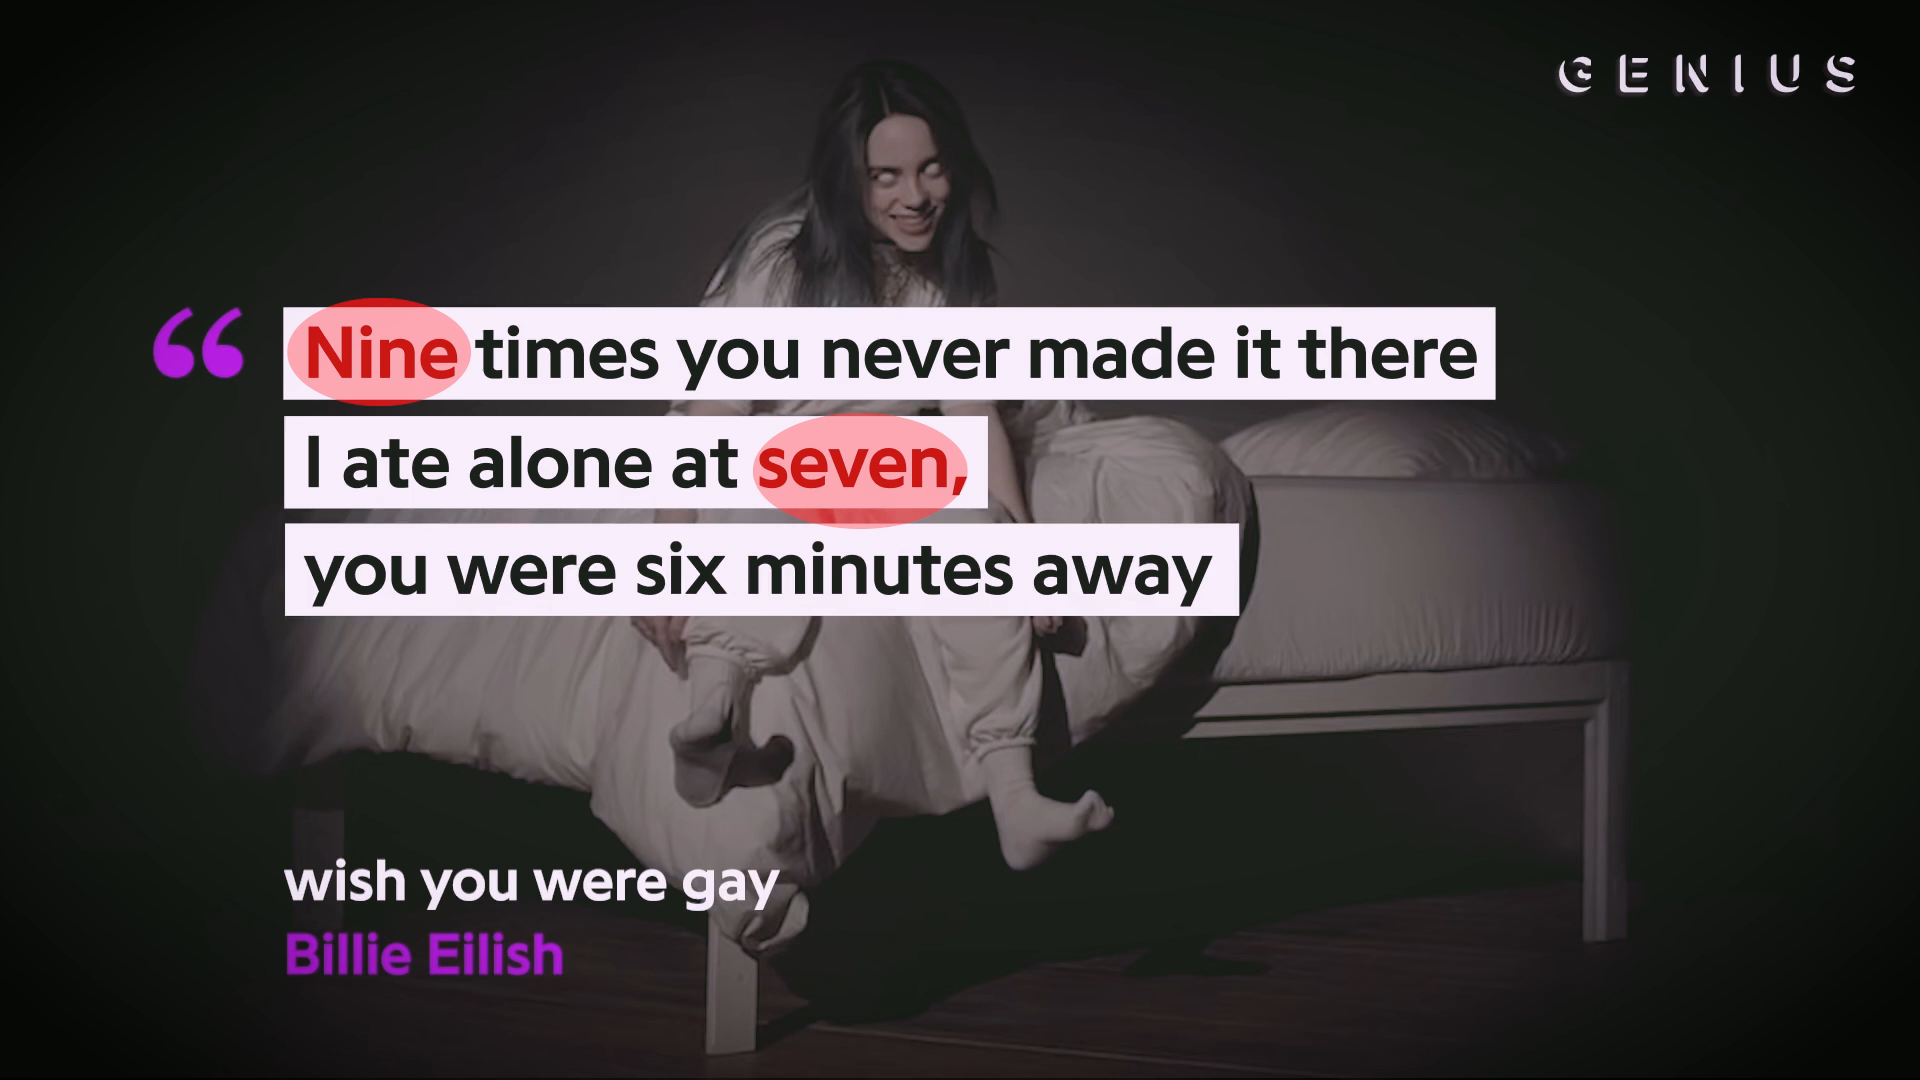 GENIUS
“
Nine times you never made it there
I ate alone at seven,
you were six minutes away
wish you were gay
Billie Eilish